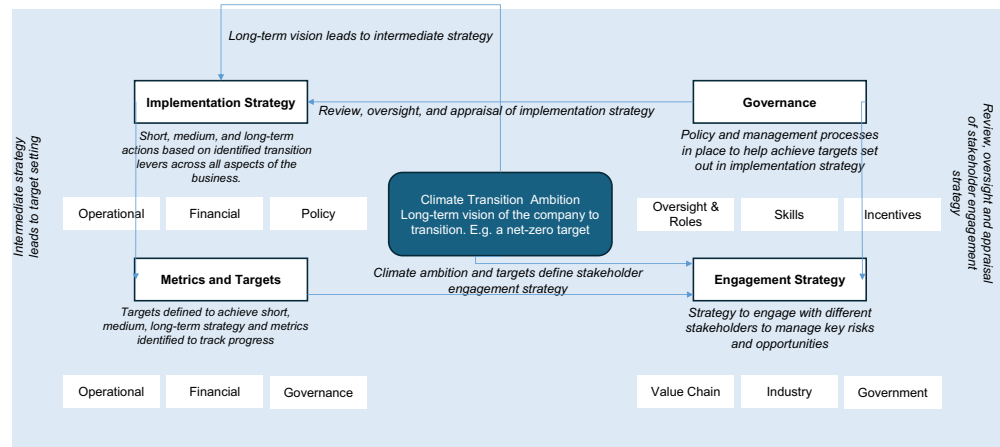 Long-term vision leads to intermediate strategy
Implementation Strategy
Governance
Review, oversight, and appraisal of implementation strategy
Short, medium, and long-term
actions based on identified transition
levers across all aspects of the
business.
Policy and management processes
in place to help achieve targets set
out in implementation strategy
Intermediate strategy
leads to target setting
Review, oversight and appraisal
of stakeholder engagement
strategy
Climate Transition Ambition
Long-term vision of the company to
transition. E.g. a net-zero target
Operational
Financial
Policy
Oversight &
Roles
Skills
Incentives
Metrics and Targets
Climate ambition and targets define stakeholder
engagement strategy
Engagement Strategy
Targets defined to achieve short,
medium, long-term strategy and metrics
identified to track progress
Strategy to engage with different
stakeholders to manage key risks
and opportunities
Operational
Financial
Governance
Value Chain
Industry
Government